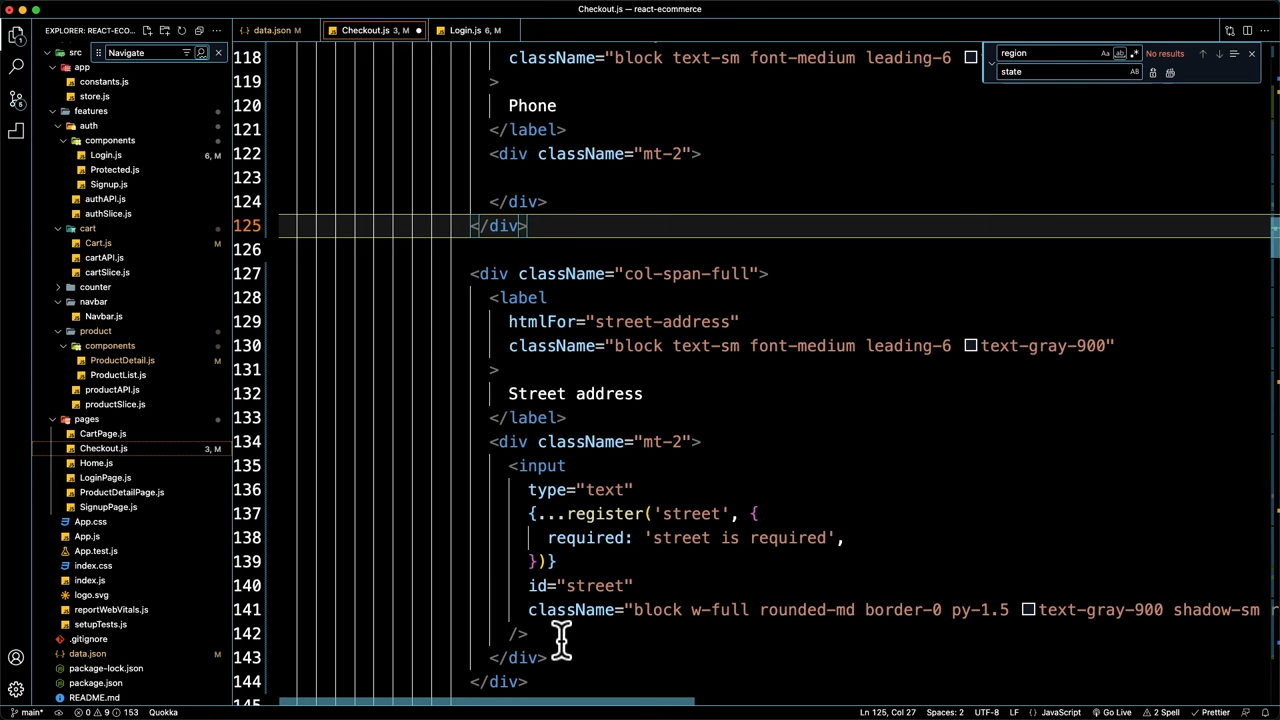 Checkout.js — react-ecommerce
EXPLORER: REACT-ECO...
data.json M
Checkout.js 3, M
Login.js 6, M
Navigate
region
Aa
ab
No results
state
AB
src
app
constants.js
store.js
features
auth
components
Login.js 6, M
Protected.js
Signup.js
authAPI.js
authSlice.js
cart
Cart.js M
cartAPI.js
cartSlice.js
counter
navbar
Navbar.js
product
components
ProductDetail.js M
ProductList.js
productAPI.js
productSlice.js
pages
CartPage.js
Checkout.js 3, M
Home.js
LoginPage.js
ProductDetailPage.js
SignupPage.js
App.css
App.js
App.test.js
index.css
index.js
logo.svg
reportWebVitals.js
setupTests.js
.gitignore
data.json M
package-lock.json
package.json
README.md
118 className="block text-sm font-medium leading-6
119 >
120 Phone
121 </label>
122 <div className="mt-2">
123
124 </div>
125 </div>
126
127 <div className="col-span-full">
128 <label
129 htmlFor="street-address"
130 className="block text-sm font-medium leading-6 text-gray-900"
131 >
132 Street address
133 </label>
134 <div className="mt-2">
135 <input
136 type="text"
137 {...register('street', {
138 required: 'street is required',
139 })}
140 id="street"
141 className="block w-full rounded-md border-0 py-1.5 text-gray-900 shadow-sm
142 />
143 </div>
144 </div>
145
main* 0 9 153 Quokka
Ln 125, Col 27 Spaces: 2 UTF-8 LF {} JavaScript Go Live 2 Spell Prettier